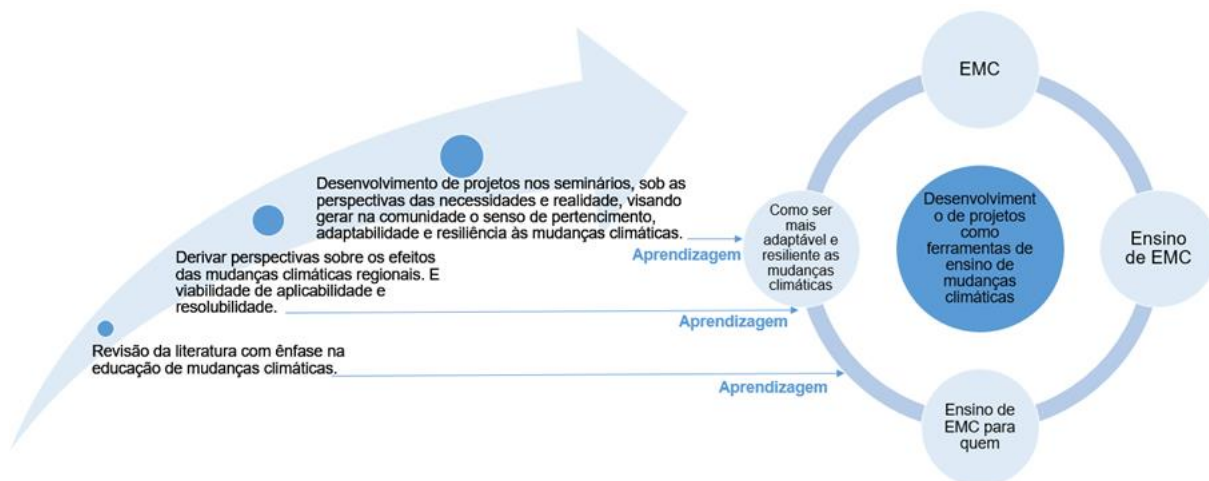 Desenvolvimento de projetos nos seminários, sob as
perspectivas das necessidades e realidade, visando
gerar na comunidade o senso de pertencimento,
adaptabilidade e resiliência às mudanças climáticas.
Aprendizagem
Derivar perspectivas sobre os efeitos
das mudanças climáticas regionais. E
viabilidade de aplicabilidade e
resolubilidade.
Aprendizagem
Revisão da literatura com ênfase na
educação de mudanças climáticas.
Aprendizagem
EMC
Como ser
mais
adaptável e
resiliente as
mudanças
climáticas
Desenvolviment
o de projetos
como
ferramentas de
ensino de
mudanças
climáticas
Ensino
de EMC
Ensino de
EMC para
quem